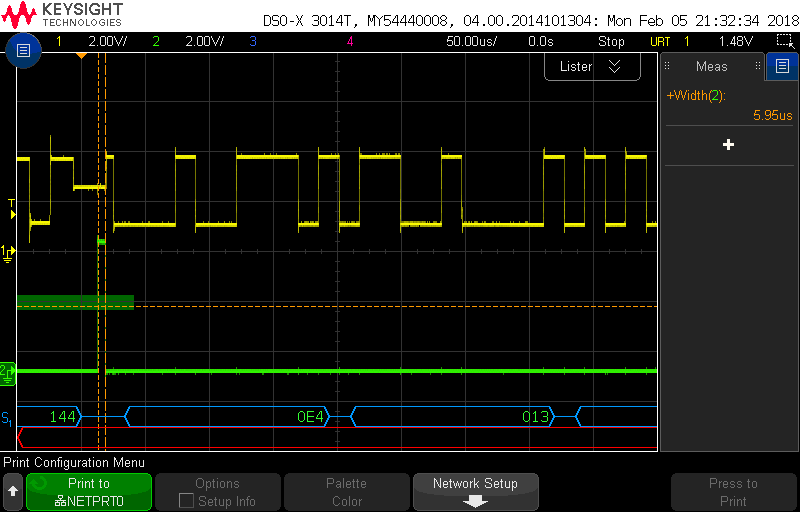 KEYSIGHT
TECHNOLOGIES
DSO-X 3014T, MY54440008, 04.00.2014101304: Mon Feb 05 21:32:34 2018
1 2.00V/ 2 2.00V/ 3 4 50.00us/ 0.0s Stop URT 1 1.48V
Lister
Meas
+Width(2):
5.95us
T
1
2
S1 144 0E4 013
Print Configuration Menu
Print to
NETPRT0
Options
Setup Info
Palette
Color
Network Setup
Press to
Print